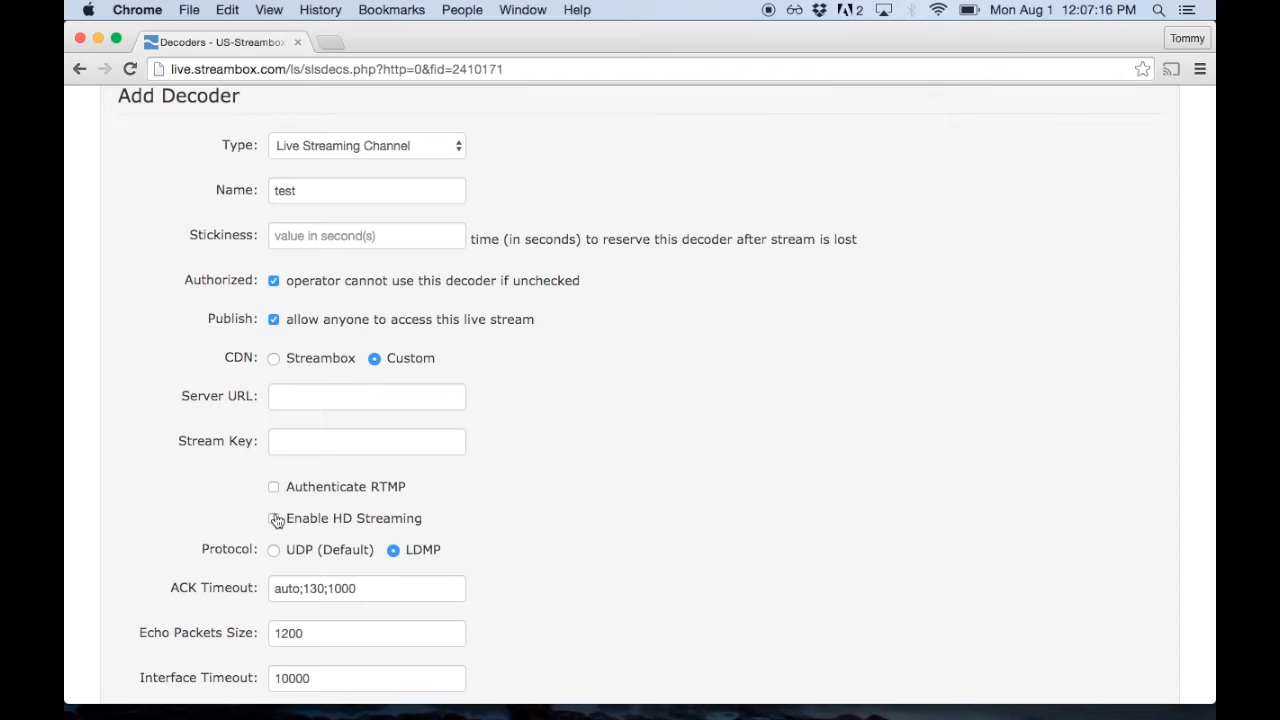 Chrome File Edit View History Bookmarks People Window Help 2 Mon Aug 1 12:07:16 PM
Decoders - US-Streambox Tommy
live.streambox.com/ls/slsdecs.php?http=0&fid=2410171
Add Decoder
Type: Live Streaming Channel
Name: test
Stickiness: value in second(s) time (in seconds) to reserve this decoder after stream is lost
Authorized: operator cannot use this decoder if unchecked
Publish: allow anyone to access this live stream
CDN: Streambox Custom
Server URL:
Stream Key:
Authenticate RTMP
Enable HD Streaming
Protocol: UDP (Default) LDMP
ACK Timeout: auto;130;1000
Echo Packets Size: 1200
Interface Timeout: 10000